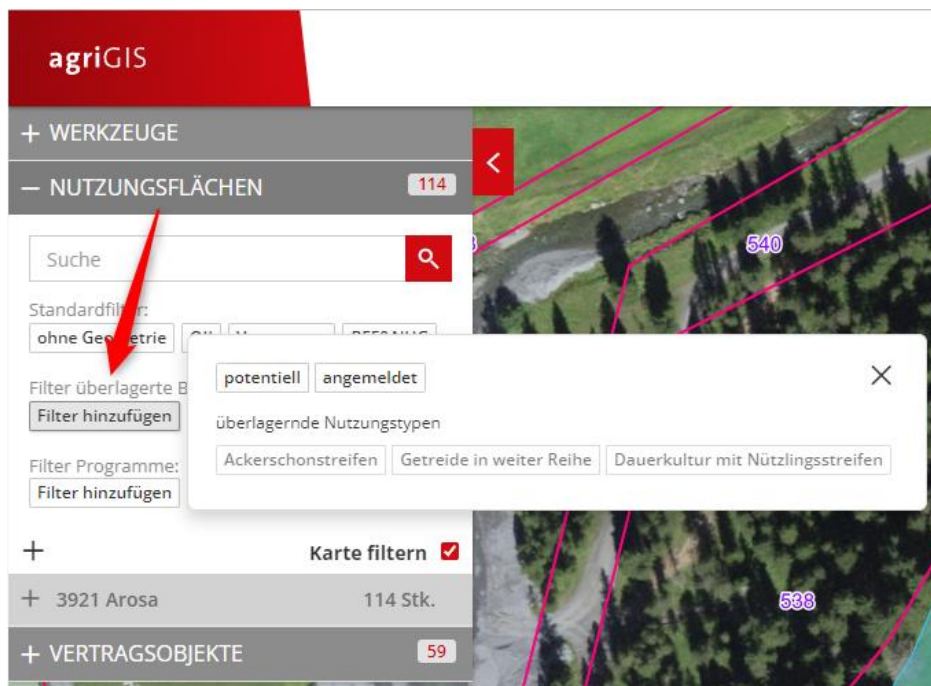 agriGIS
+ WERKZEUGE
− NUTZUNGSFLÄCHEN 114
Suche
Standardfilter:
ohne Geometrie
Filter überlagerte B
Filter hinzufügen
Filter Programme:
Filter hinzufügen
potentiell angemeldet
überlagernde Nutzungstypen
Ackerschonstreifen Getreide in weiter Reihe Dauerkultur mit Nützlingsstreifen
+ Karte filtern
+ 3921 Arosa 114 Stk.
+ VERTRAGSOBJEKTE 59
540
538